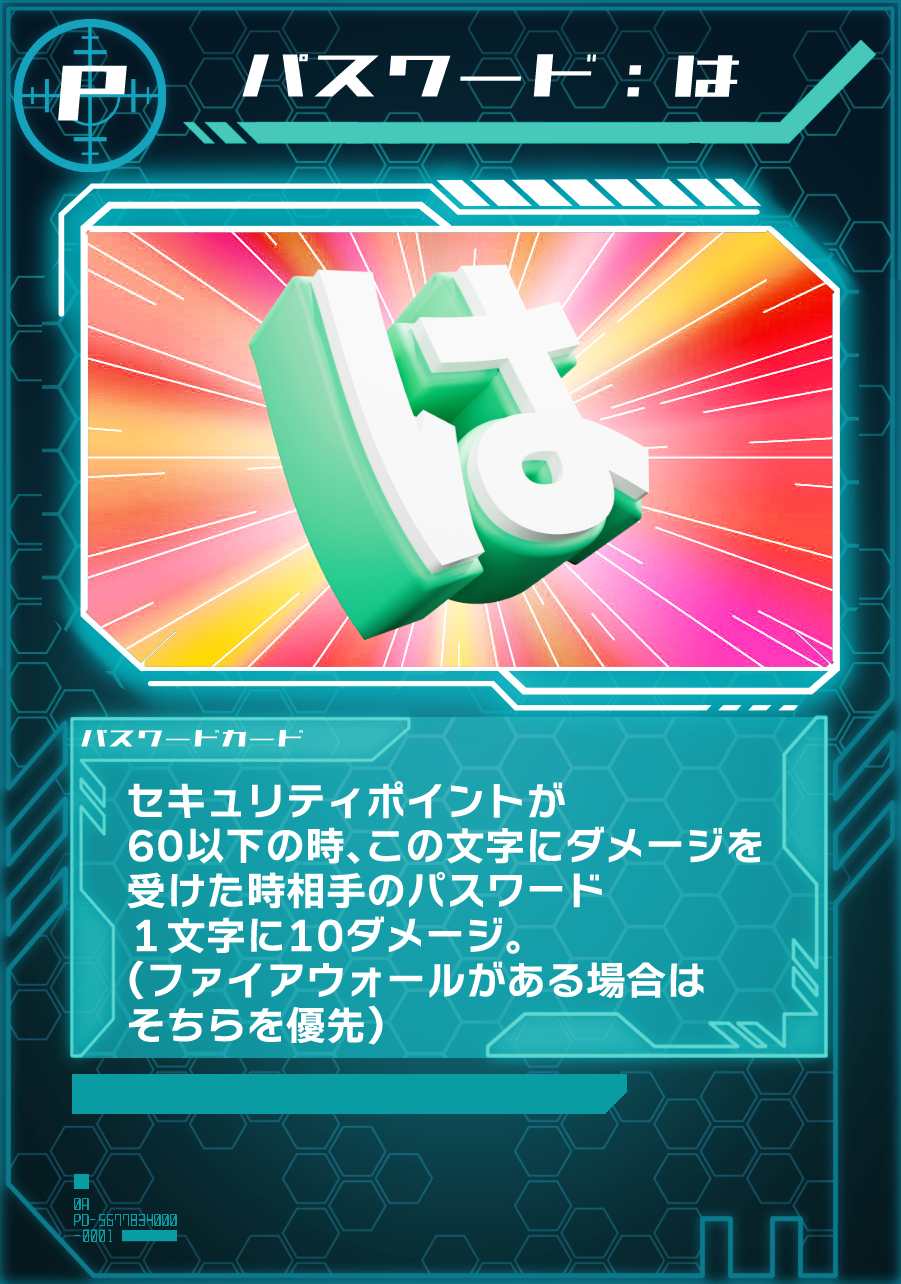 P
パスワード：は
は
パスワードカード
セキュリティポイントが
60以下の時、この文字にダメージを
受けた時相手のパスワード
１文字に10ダメージ。
（ファイアウォールがある場合は
そちらを優先）
0A
PD-5677834000
-0001